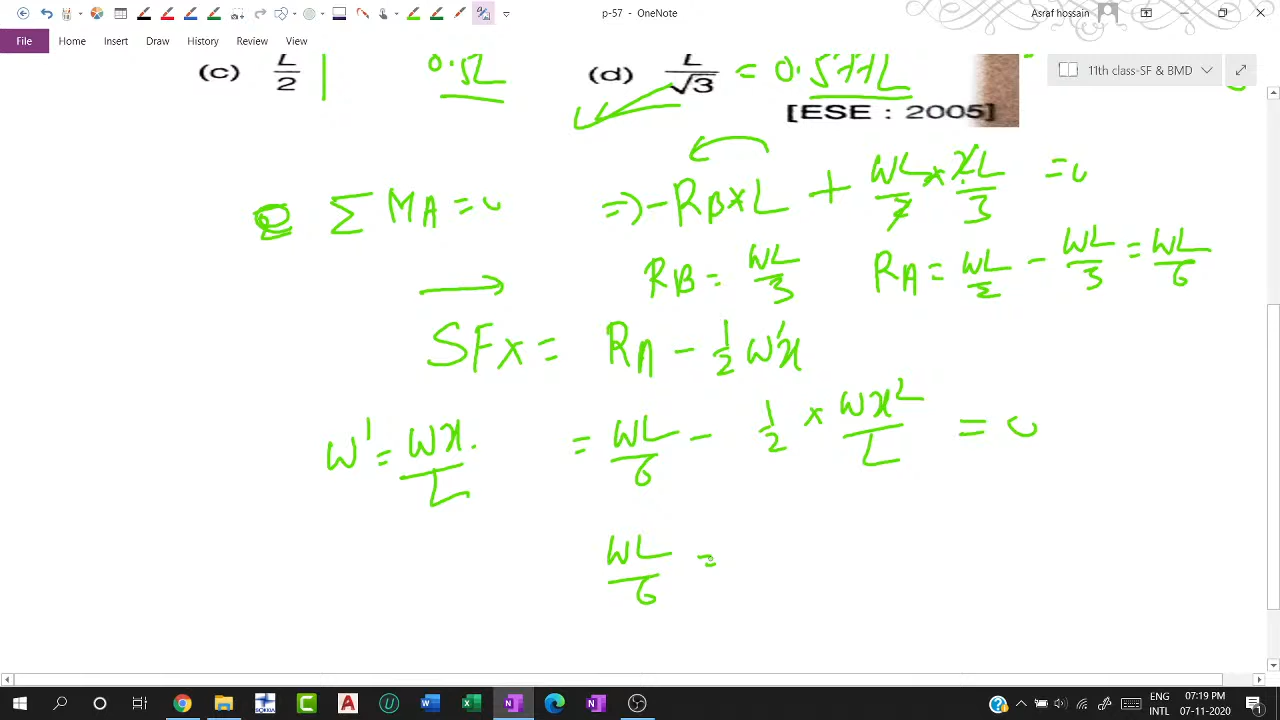 p-57 - OneNote
Asraf hossain
File Home Insert Draw History Review View
11th class-SF & BMD
(c) L/2 0.5L (d) L/√3 = 0.577L
[ESE : 2005]
Σ MA = 0 => -RB×L + WL/2 × 2L/3 = 0
RB = WL/3 RA = WL/2 - WL/3 = WL/6
SFx = RA - 1/2 w'x
w' = wx/L = WL/6 - 1/2 × wx²/L = 0
WL/6 =
ENG 07:19 PM
INTL 07-11-2020